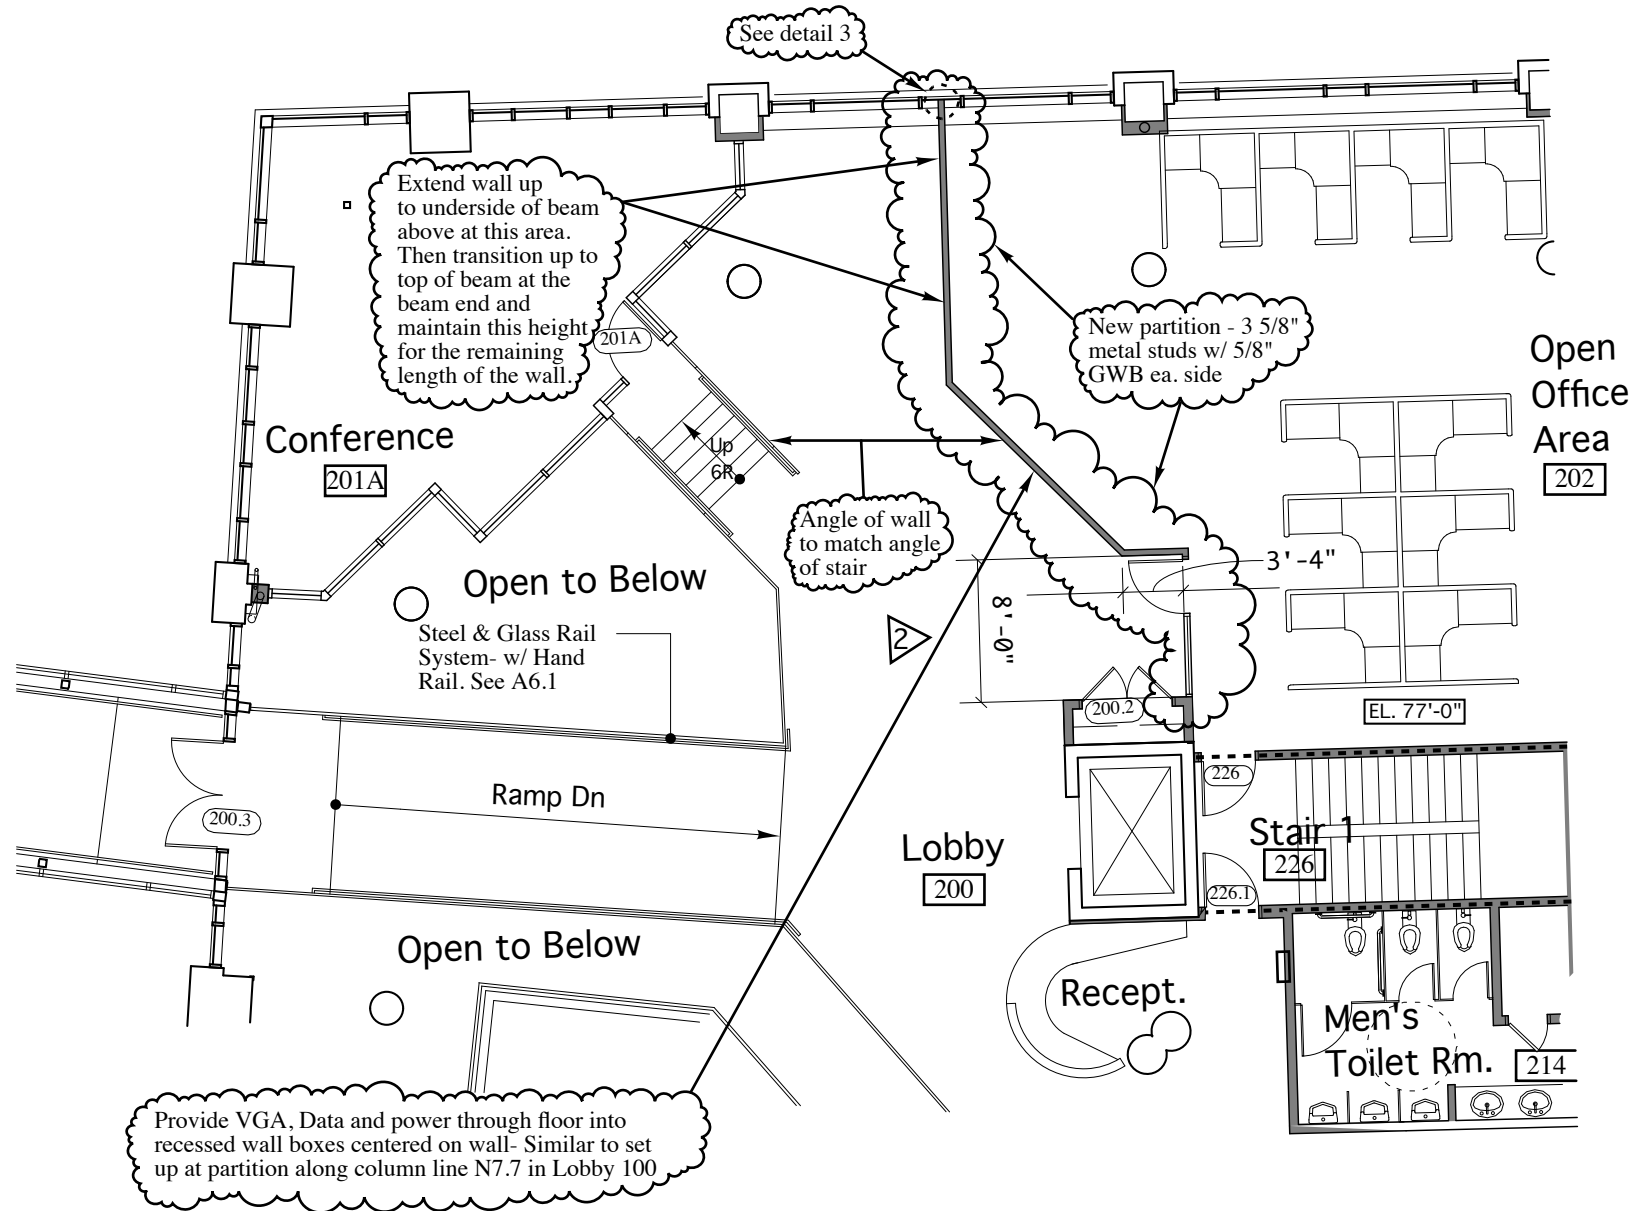 See detail 3
Extend wall up
to underside of beam
above at this area.
Then transition up to
top of beam at the
beam end and
maintain this height
for the remaining
length of the wall.
201A
New partition - 3 5/8"
metal studs w/ 5/8"
GWB ea. side
Open
Office
Area
202
Conference
201A
Up
6R
Angle of wall
to match angle
of stair
3'-4"
8'-0"
Open to Below
Steel & Glass Rail
System- w/ Hand
Rail. See A6.1
2
200.2
EL. 77'-0"
226
Ramp Dn
200.3
Lobby
200
Stair 1
226
226.1
Open to Below
Recept.
Men's
Toilet Rm.
214
Provide VGA, Data and power through floor into
recessed wall boxes centered on wall- Similar to set
up at partition along column line N7.7 in Lobby 100